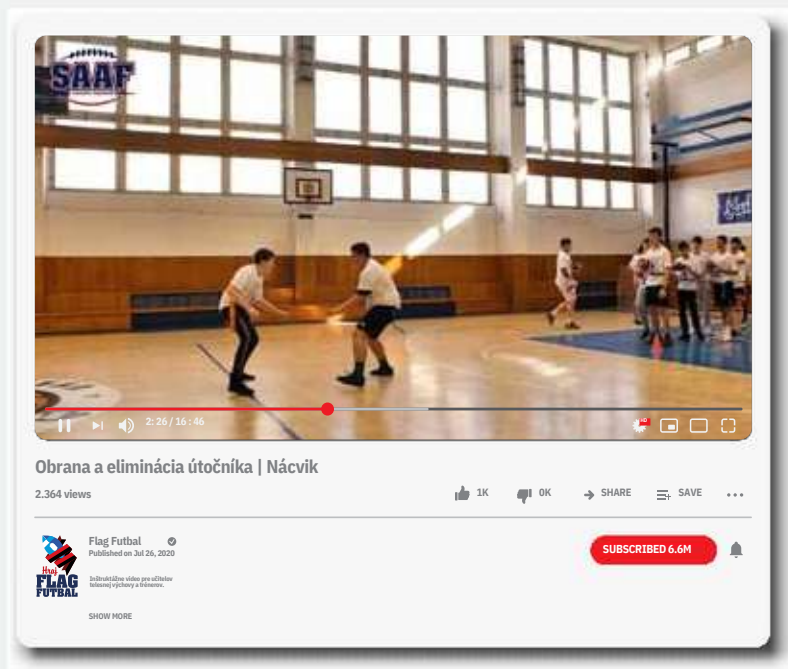 SAAF
2:26 / 16:46
HD
Obrana a eliminácia útočníka | Nácvik
2.364 views
1K
0K
SHARE
SAVE
Flag Futbal
Published on Jul 26, 2020
SUBSCRIBED 6.6M
Inštruktážne video pre učiteľov
telesnej výchovy a trénerov.
Hraj
FLAG
FUTBAL
SHOW MORE